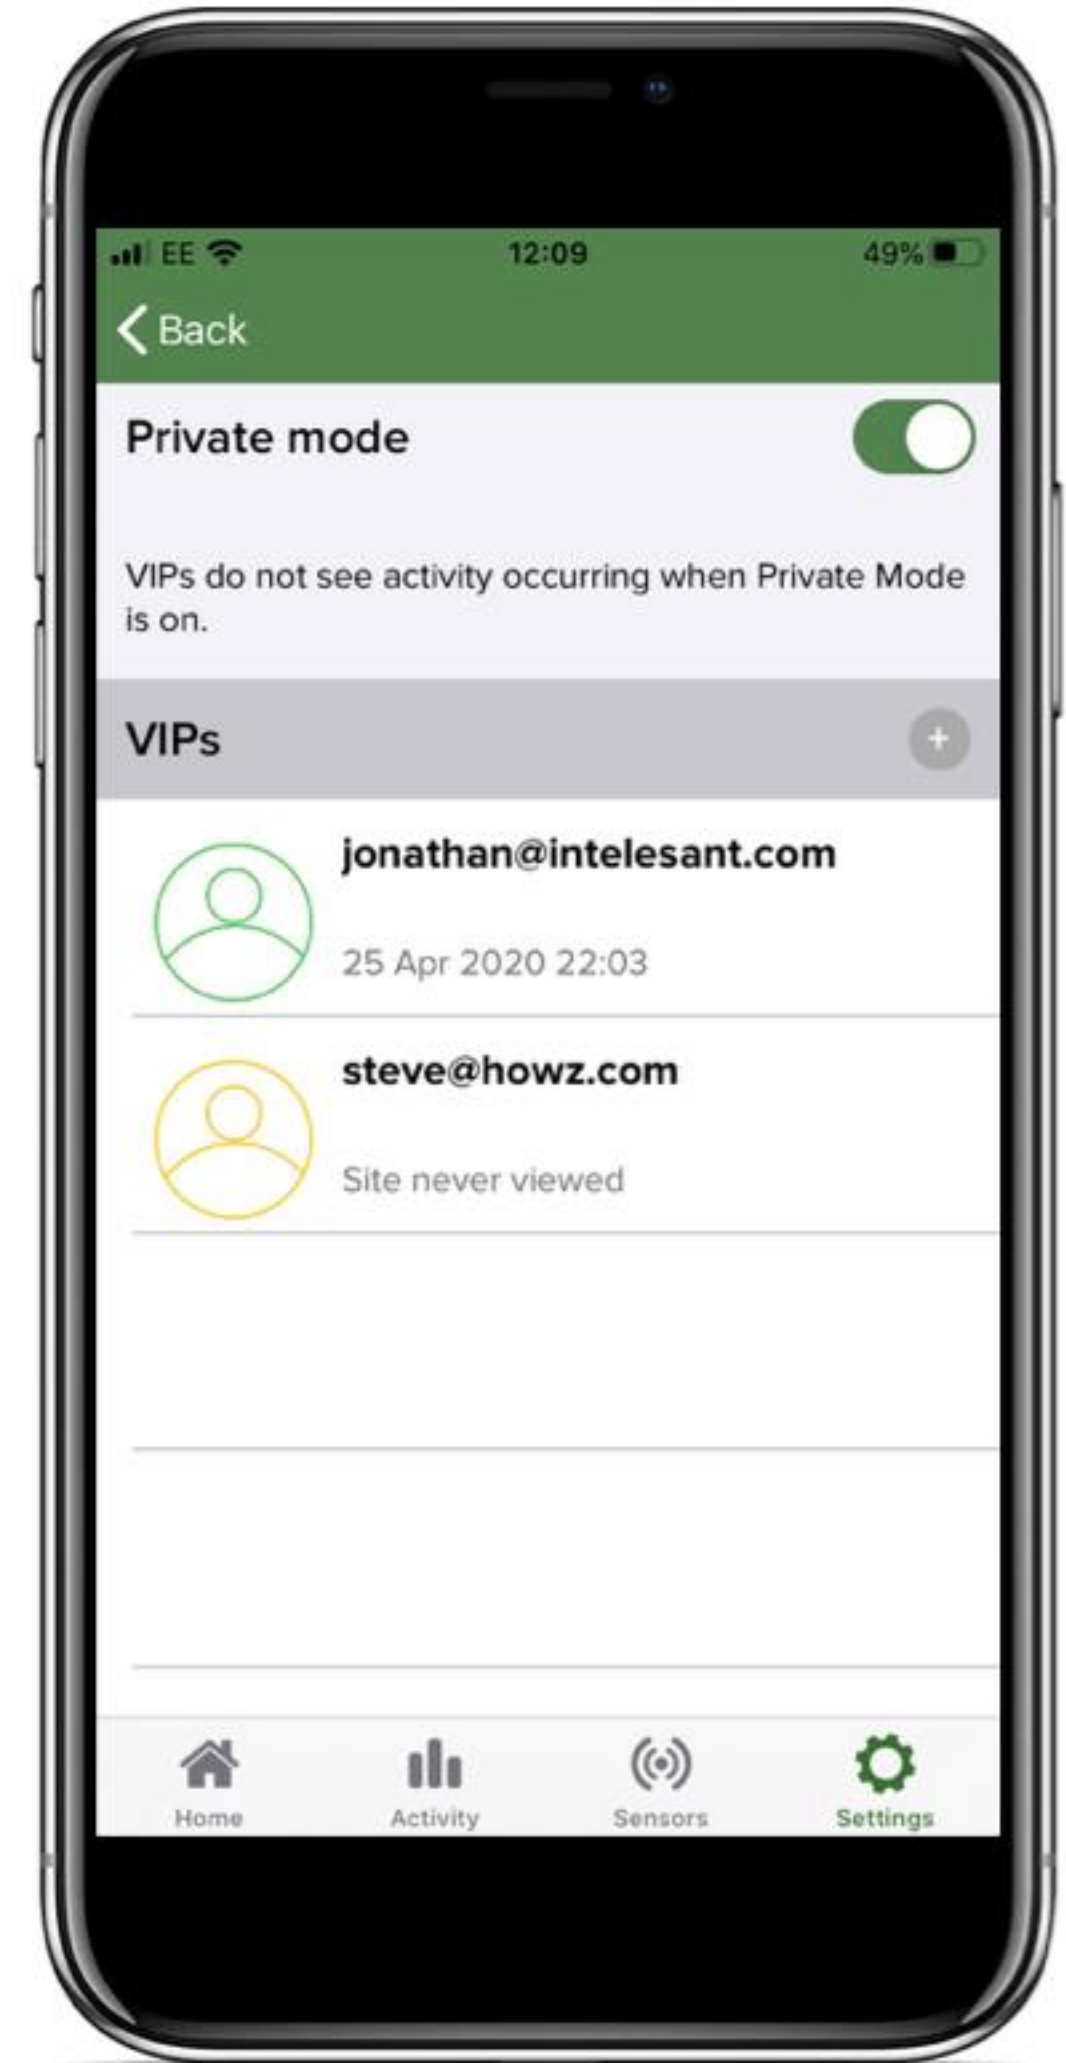 EE 12:09 49%
Back
Private mode
VIPs do not see activity occurring when Private Mode
is on.
VIPs +
jonathan@intelesant.com
25 Apr 2020 22:03
steve@howz.com
Site never viewed
Home Activity Sensors Settings